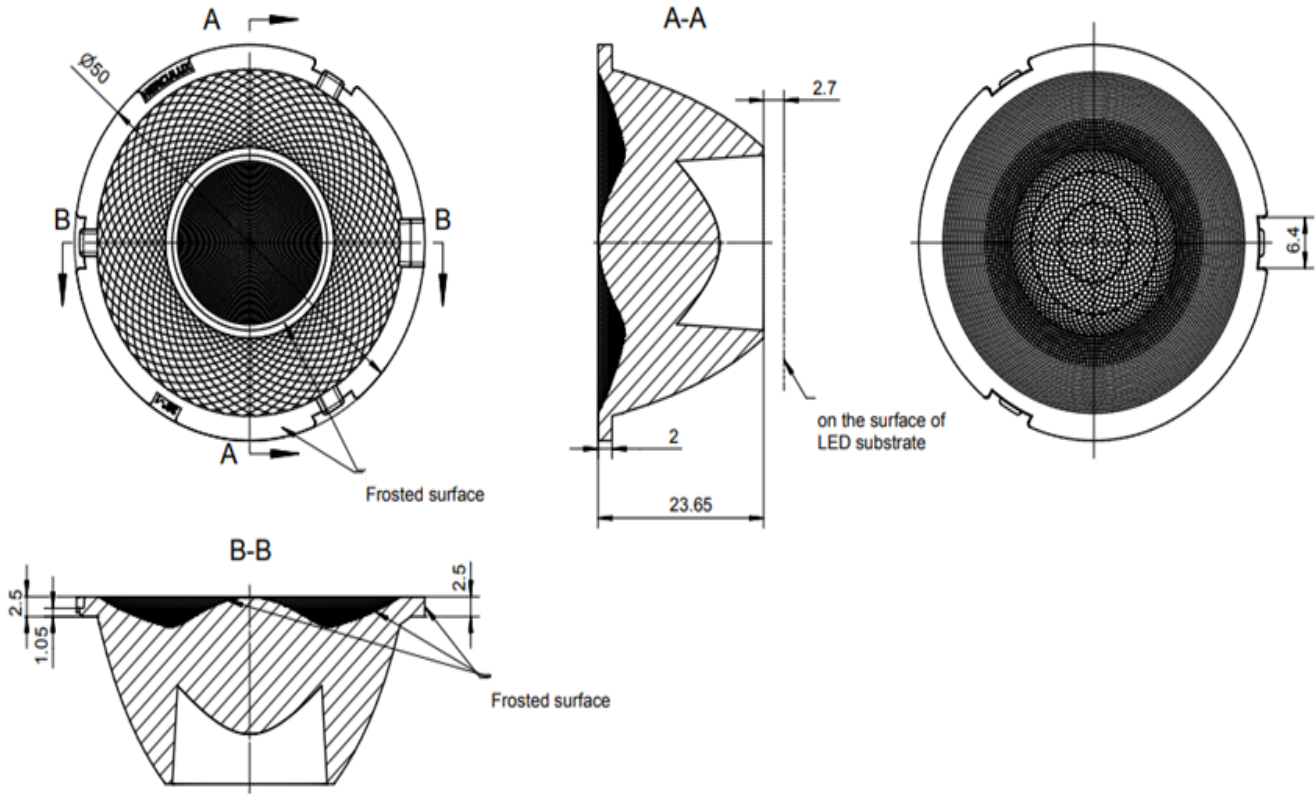 A
A-A
Ø50
HERCULUX
2.7
B
B
6.4
on the surface of
LED substrate
A
2
Frosted surface
23.65
B-B
2.5
2.5
1.05
Frosted surface